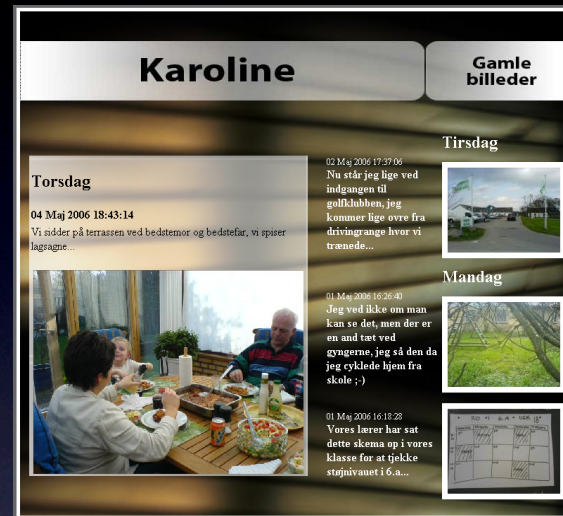 Karoline
Gamle
billeder
Torsdag
04 Maj 2006 18:43:14
Vi sidder på terrassen ved bedstemor og bedstefar, vi spiser
lagsagne...
02 Maj 2006 17:37:06
Nu står jeg lige ved
indgangen til
golfklubben, jeg
kommer lige ovre fra
drivingrange hvor vi
trænede...
01 Maj 2006 16:26:40
Jeg ved ikke om man
kan se det, men der er
en and tæt ved
gyngerne, jeg så den da
jeg cyklede hjem fra
skole ;-)
01 Maj 2006 16:18:28
Vores lærer har sat
dette skema op i vores
klasse for at tjekke
støjnivauet i 6.a...
Tirsdag
Mandag